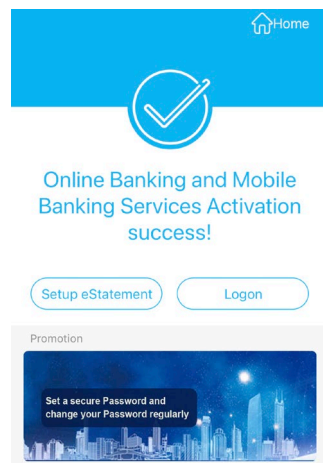 Home
Online Banking and Mobile
Banking Services Activation
success!
Setup eStatement
Logon
Promotion
Set a secure Password and
change your Password regularly